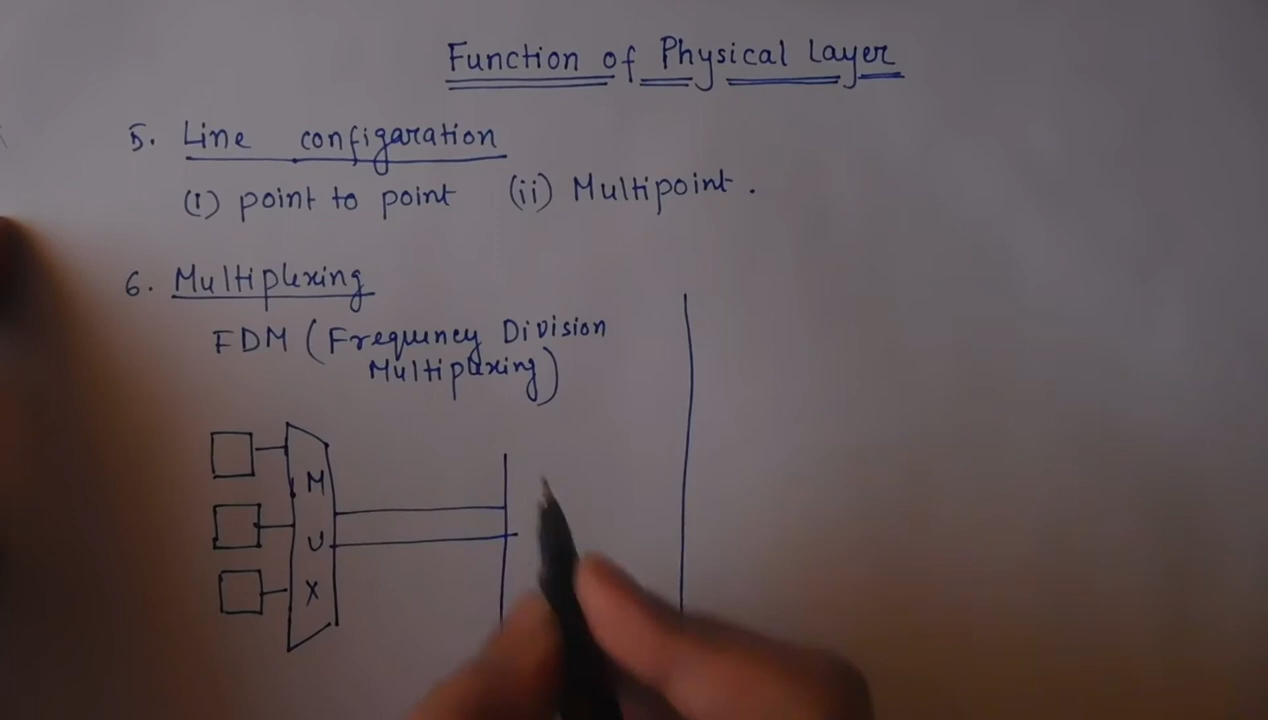 Function of Physical Layer
5. Line configaration
(i) point to point (ii) Multipoint.
6. Multiplexing
FDM (Frequency Division
Multiplexing)
M
U
X